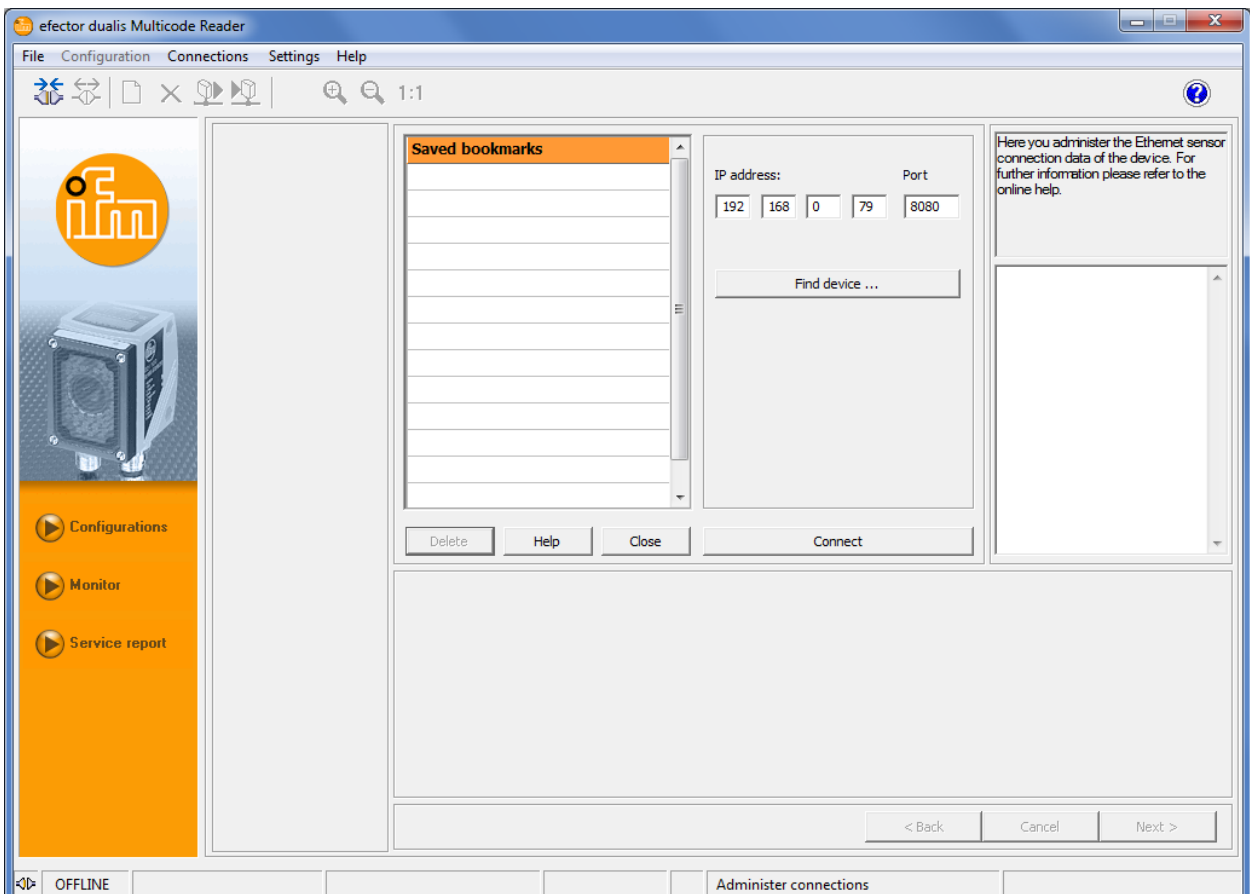 efector dualis Multicode Reader
File Configuration Connections Settings Help
1:1
ifm
Configurations
Monitor
Service report
Saved bookmarks
Delete Help Close
IP address: Port
192 168 0 79 8080
Find device ...
Connect
Here you administer the Ethernet sensor
connection data of the device. For
further information please refer to the
online help.
< Back Cancel Next >
OFFLINE Administer connections